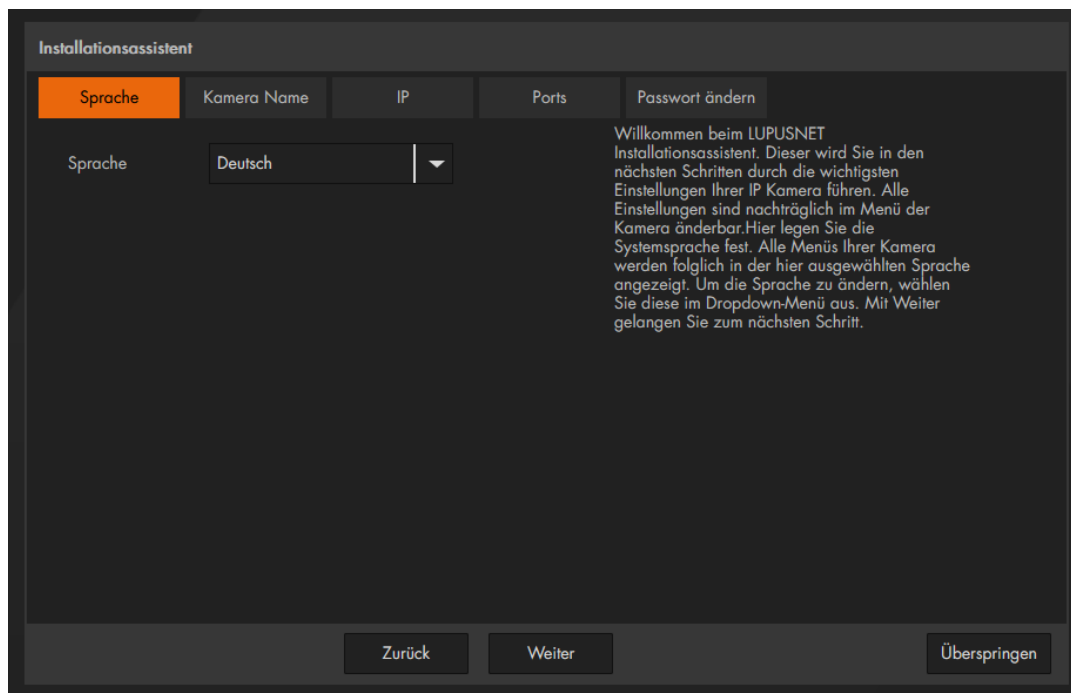 Installationsassistent
Sprache
Kamera Name
IP
Ports
Passwort ändern
Sprache
Deutsch
Willkommen beim LUPUSNET
Installationsassistent. Dieser wird Sie in den
nächsten Schritten durch die wichtigsten
Einstellungen Ihrer IP Kamera führen. Alle
Einstellungen sind nachträglich im Menü der
Kamera änderbar.Hier legen Sie die
Systemsprache fest. Alle Menüs Ihrer Kamera
werden folglich in der hier ausgewählten Sprache
angezeigt. Um die Sprache zu ändern, wählen
Sie diese im Dropdown-Menü aus. Mit Weiter
gelangen Sie zum nächsten Schritt.
Zurück
Weiter
Überspringen